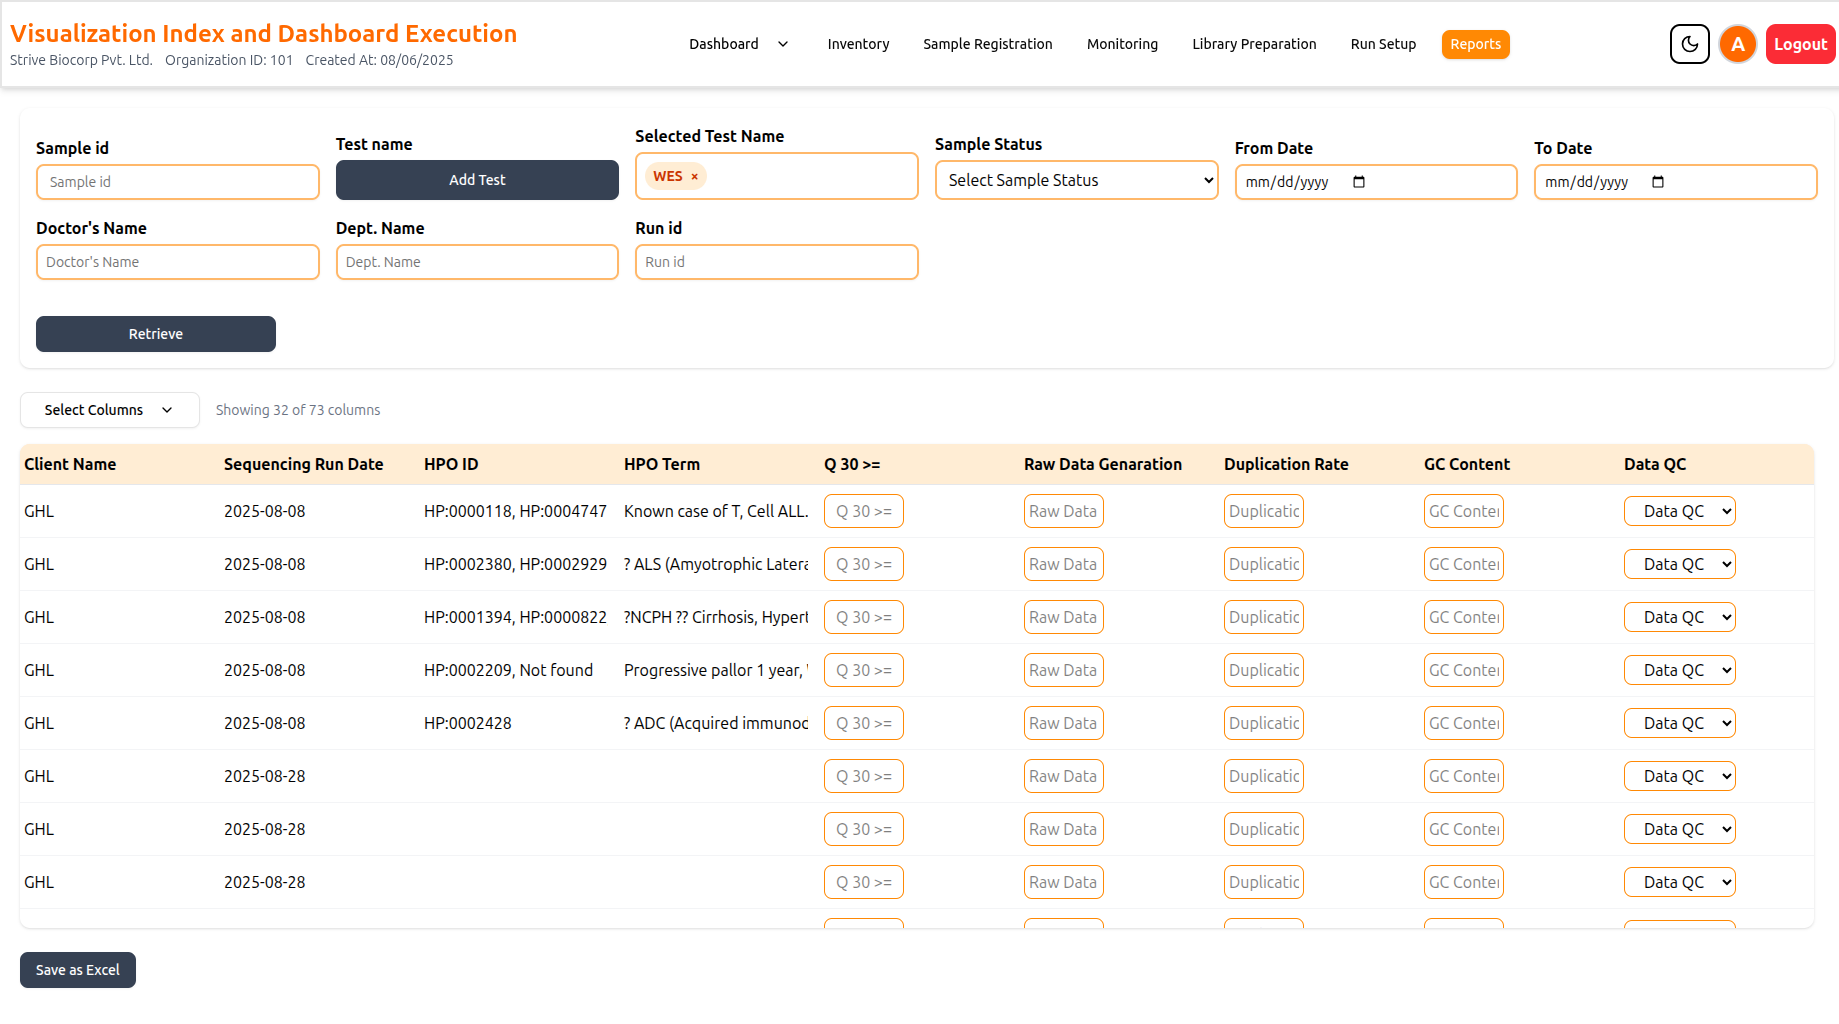 Visualization Index and Dashboard Execution
Strive Biocorp Pvt. Ltd. Organization ID: 101 Created At: 08/06/2025
Dashboard Inventory Sample Registration Monitoring Library Preparation Run Setup Reports
A Logout
Sample id Test name Selected Test Name Sample Status From Date To Date
Sample id Add Test WES × Select Sample Status mm/dd/yyyy mm/dd/yyyy
Doctor's Name Dept. Name Run id
Doctor's Name Dept. Name Run id
Retrieve
Select Columns Showing 32 of 73 columns
Client Name Sequencing Run Date HPO ID HPO Term Q 30 >= Raw Data Genaration Duplication Rate GC Content Data QC
GHL 2025-08-08 HP:0000118, HP:0004747 Known case of T, Cell ALL. Q 30 >= Raw Data Duplicatic GC Conte Data QC
GHL 2025-08-08 HP:0002380, HP:0002929 ? ALS (Amyotrophic Latera Q 30 >= Raw Data Duplicatic GC Conte Data QC
GHL 2025-08-08 HP:0001394, HP:0000822 ?NCPH ?? Cirrhosis, Hypert Q 30 >= Raw Data Duplicatic GC Conte Data QC
GHL 2025-08-08 HP:0002209, Not found Progressive pallor 1 year, Q 30 >= Raw Data Duplicatic GC Conte Data QC
GHL 2025-08-08 HP:0002428 ? ADC (Acquired immunoc Q 30 >= Raw Data Duplicatic GC Conte Data QC
GHL 2025-08-28 Q 30 >= Raw Data Duplicatic GC Conte Data QC
GHL 2025-08-28 Q 30 >= Raw Data Duplicatic GC Conte Data QC
GHL 2025-08-28 Q 30 >= Raw Data Duplicatic GC Conte Data QC
Save as Excel